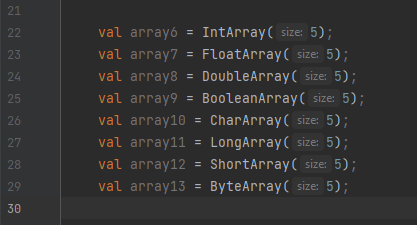 21
22 val array6 = IntArray( size: 5);
23 val array7 = FloatArray( size: 5);
24 val array8 = DoubleArray( size: 5);
25 val array9 = BooleanArray( size: 5);
26 val array10 = CharArray( size: 5);
27 val array11 = LongArray( size: 5);
28 val array12 = ShortArray( size: 5);
29 val array13 = ByteArray( size: 5);
30